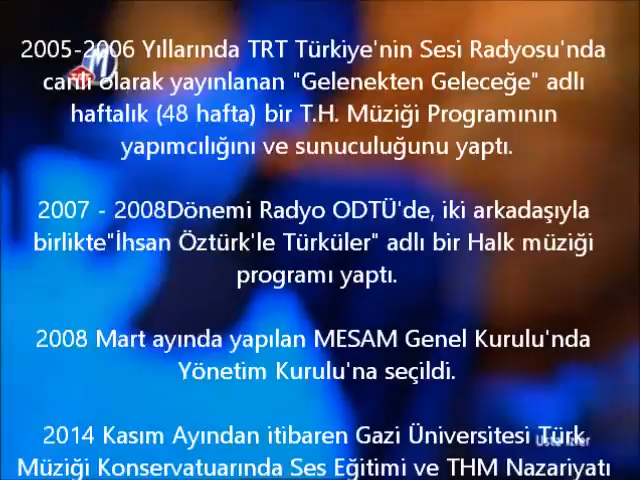 2005-2006 Yıllarında TRT Türkiye'nin Sesi Radyosu'nda
canlı olarak yayınlanan "Gelenekten Geleceğe" adlı
haftalık (48 hafta) bir T.H. Müziği Programının
yapımcılığını ve sunuculuğunu yaptı.
2007 - 2008Dönemi Radyo ODTÜ'de, iki arkadaşıyla
birlikte"İhsan Öztürk'le Türküler" adlı bir Halk müziği
programı yaptı.
2008 Mart ayında yapılan MESAM Genel Kurulu'nda
Yönetim Kurulu'na seçildi.
2014 Kasım Ayından itibaren Gazi Üniversitesi Türk
Müziği Konservatuarında Ses Eğitimi ve THM Nazariyatı